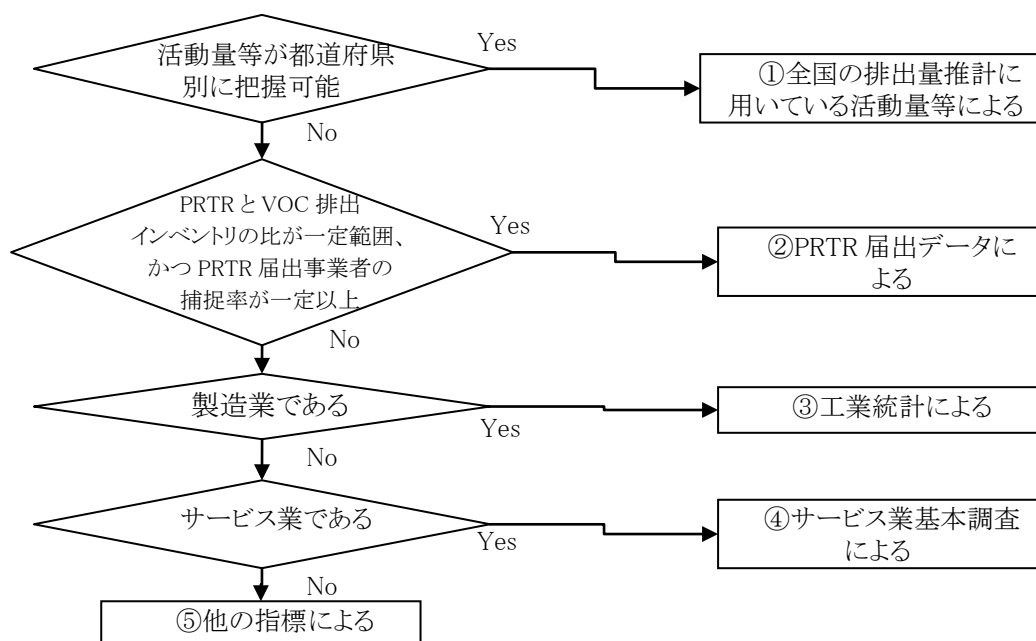 活動量等が都道府県
別に把握可能
Yes
①全国の排出量推計に
用いている活動量等による
No
PRTR と VOC 排出
インベントリの比が一定範囲、
かつ PRTR 届出事業者の
捕捉率が一定以上
Yes
②PRTR 届出データに
よる
No
製造業である
Yes
③工業統計による
No
サービス業である
Yes
④サービス業基本調査
による
No
⑤他の指標による